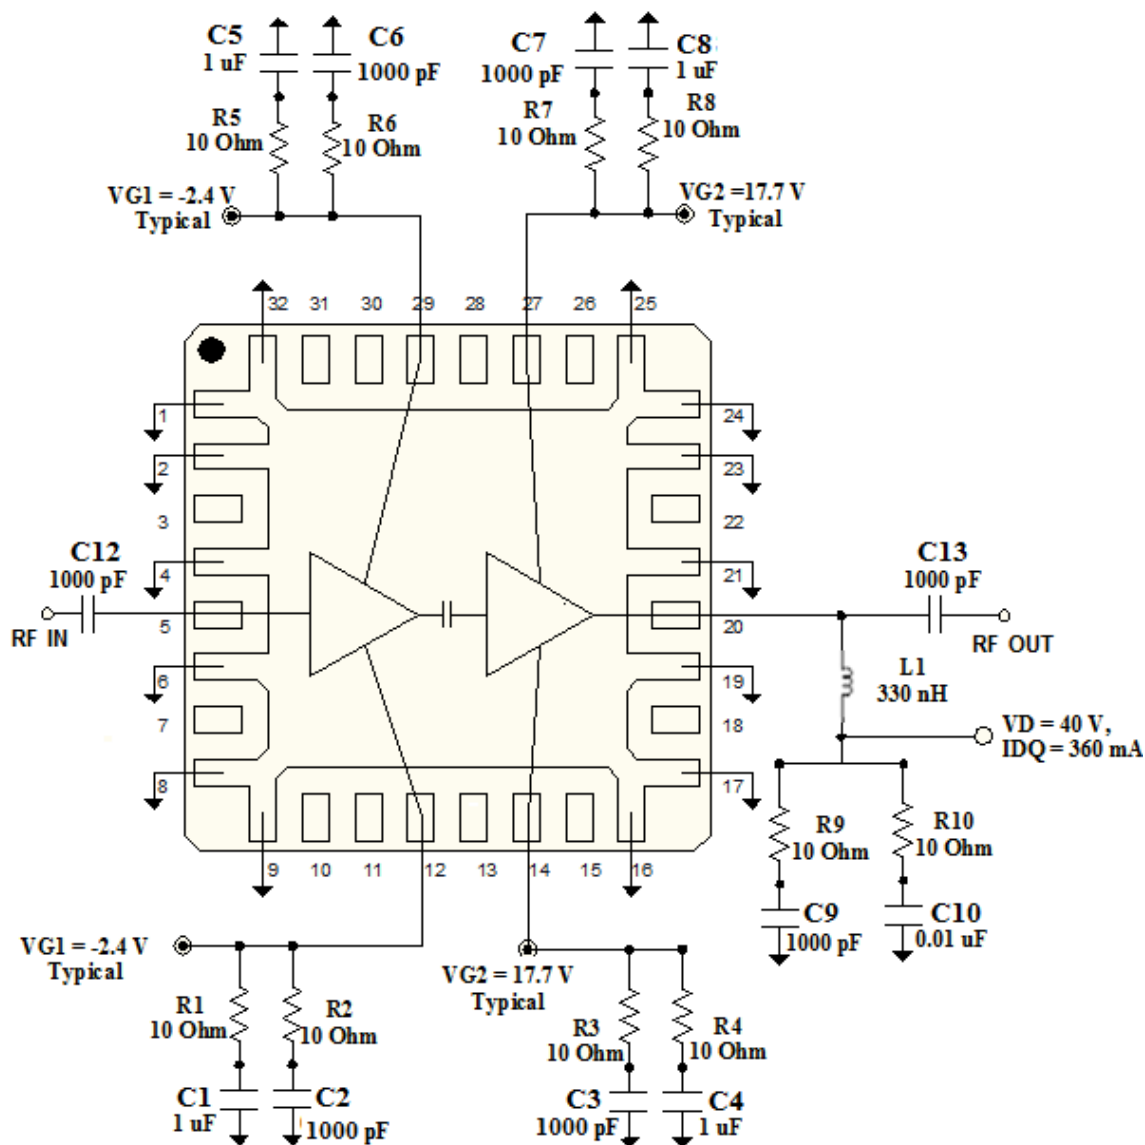 C5
1 uF
C6
1000 pF
C7
1000 pF
C8
1 uF
R5
10 Ohm
R6
10 Ohm
R7
10 Ohm
R8
10 Ohm
VG1 = -2.4 V
Typical
VG2 =17.7 V
Typical
32
31
30
29
28
27
26
25
1
2
3
4
5
6
7
8
24
23
22
21
20
19
18
17
C12
1000 pF
RF IN
C13
1000 pF
RF OUT
L1
330 nH
VD = 40 V,
IDQ = 360 mA
R9
10 Ohm
R10
10 Ohm
C9
1000 pF
C10
0.01 uF
9
10
11
12
13
14
15
16
VG1 = -2.4 V
Typical
VG2 = 17.7 V
Typical
R1
10 Ohm
R2
10 Ohm
R3
10 Ohm
R4
10 Ohm
C1
1 uF
C2
1000 pF
C3
1000 pF
C4
1 uF